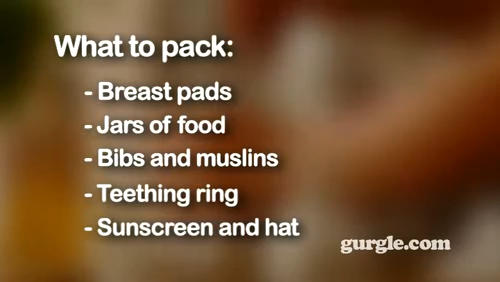 What to pack:
- Breast pads
- Jars of food
- Bibs and muslins
- Teething ring
- Sunscreen and hat
gurgle.com